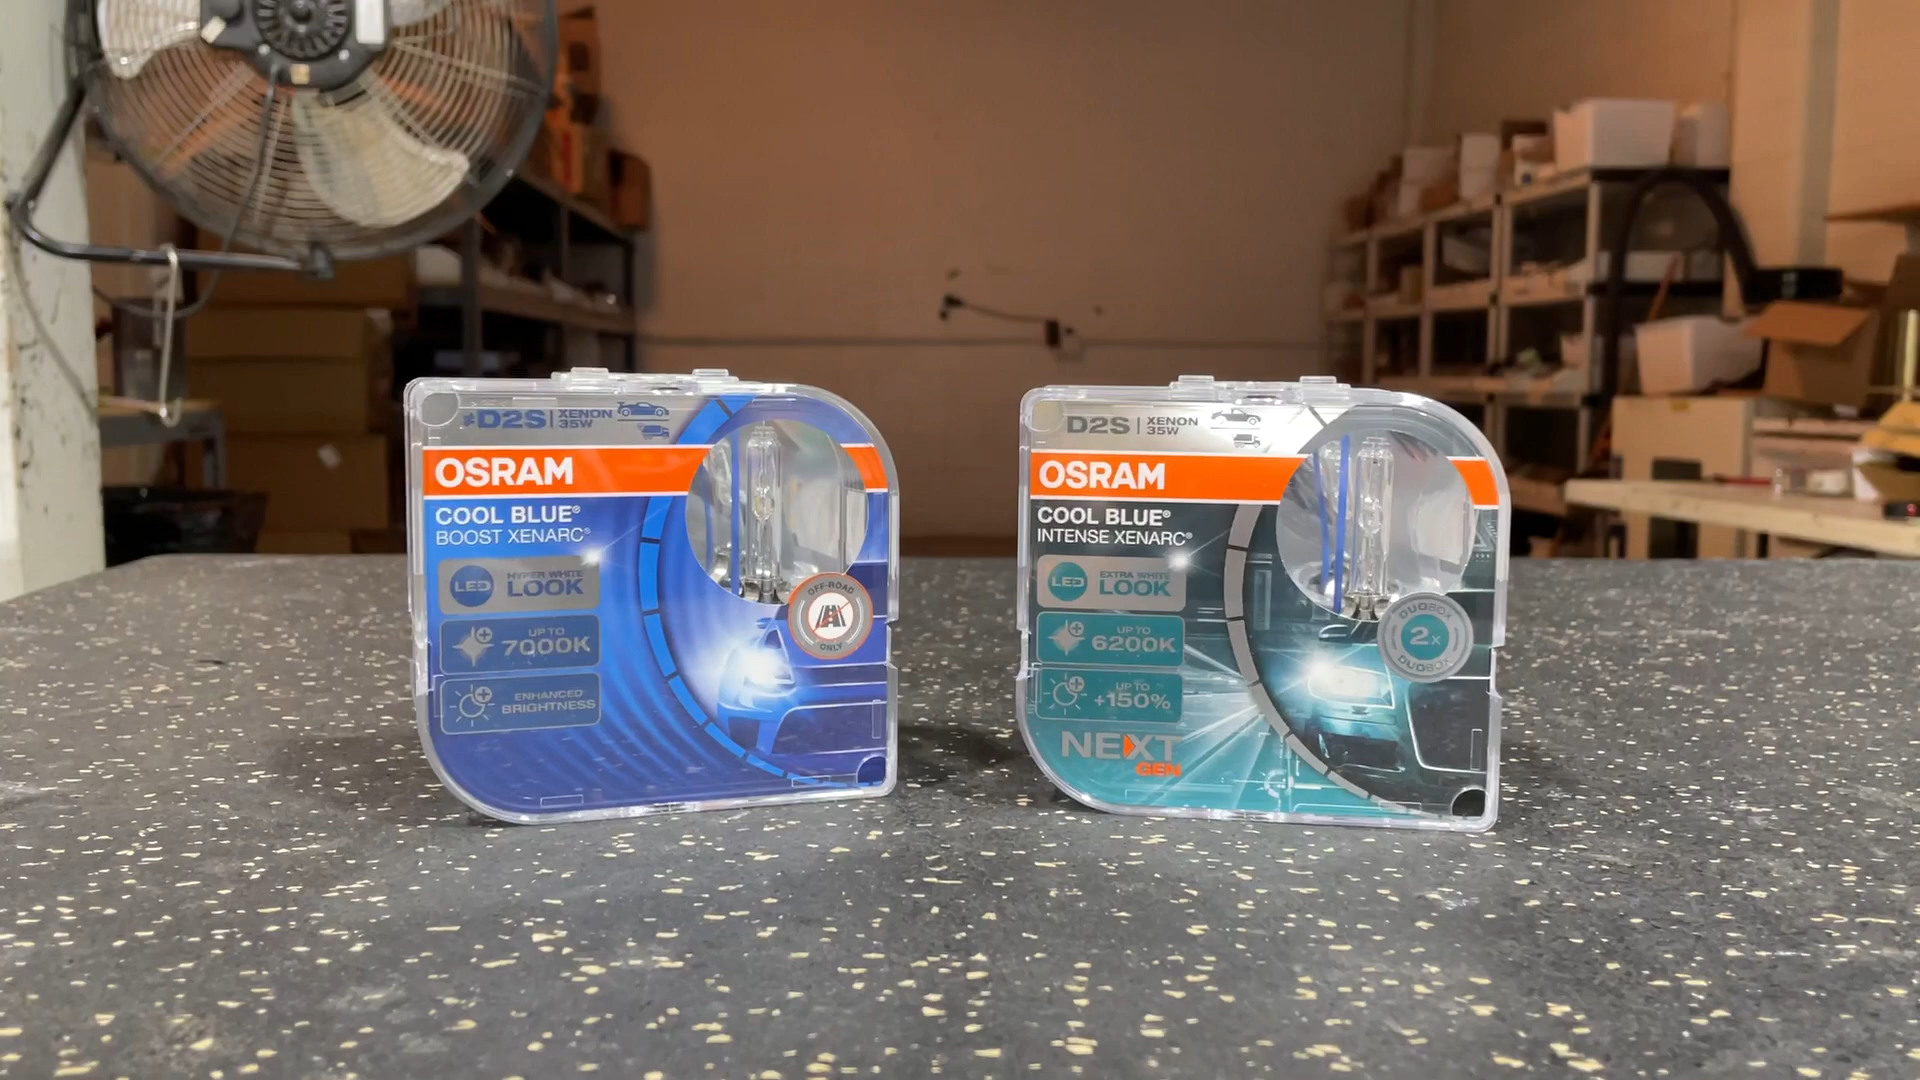 D2S XENON
35W
OSRAM
COOL BLUE®
BOOST XENARC®
LED HYPER WHITE
LOOK
UP TO
7000K
ENHANCED
BRIGHTNESS
OFF-ROAD
ONLY
D2S XENON
35W
OSRAM
COOL BLUE®
INTENSE XENARC®
LED EXTRA WHITE
LOOK
UP TO
6200K
UP TO
+150%
NEXT
GEN
DUOBOX
2x
DUOBOX